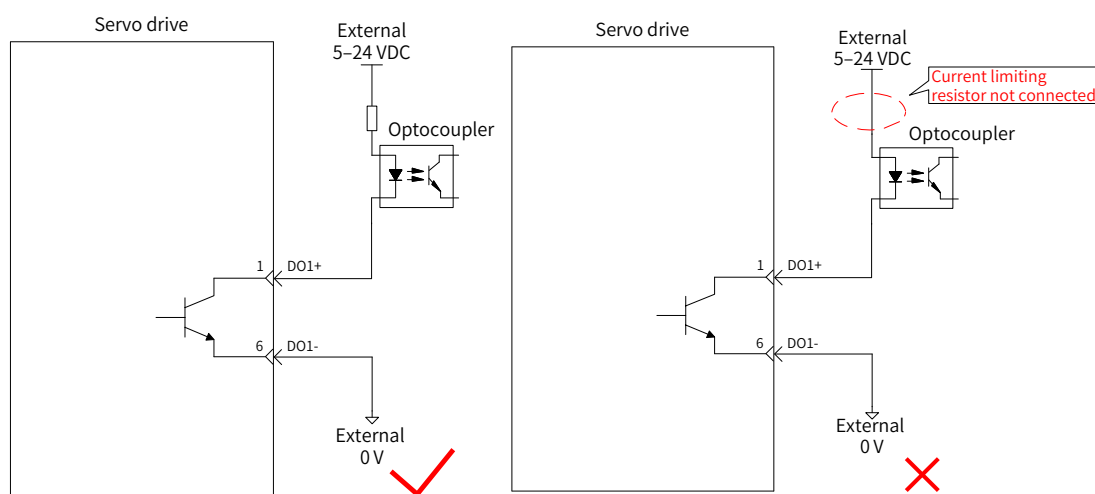 Servo drive
External
5–24 VDC
Optocoupler
1
DO1+
6
DO1-
External
0 V
Servo drive
External
5–24 VDC
Current limiting
resistor not connected
Optocoupler
1
DO1+
6
DO1-
External
0 V